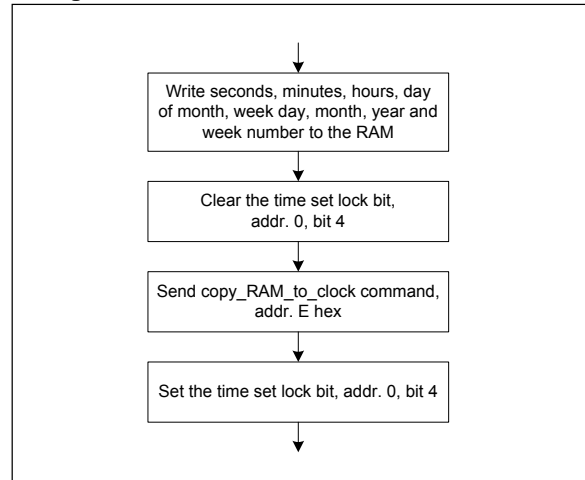 Write seconds, minutes, hours, day
of month, week day, month, year and
week number to the RAM
Clear the time set lock bit,
addr. 0, bit 4
Send copy_RAM_to_clock command,
addr. E hex
Set the time set lock bit, addr. 0, bit 4